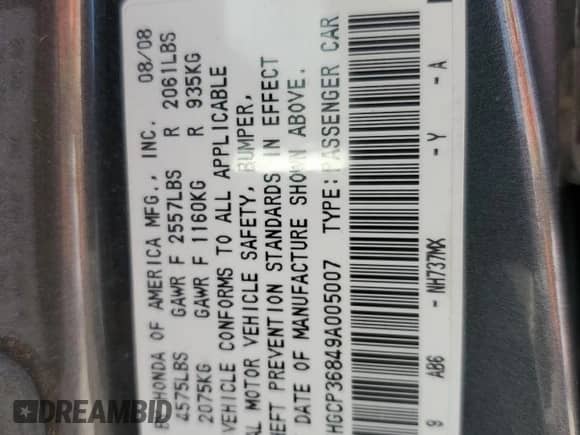 HONDA OF AMERICA MFG., INC. 08/08
4575LBS GAWR F 2557LBS R 2061LBS
2075KG GAWR F 1160KG R 935KG
VEHICLE CONFORMS TO ALL APPLICABLE
MOTOR VEHICLE SAFETY, BUMPER,
PREVENTION STANDARDS IN EFFECT
DATE OF MANUFACTURE SHOWN ABOVE.
HGCP36849A005007 TYPE: PASSENGER CAR
9 AB6 - NH737MX - Y - A
DREAMBID